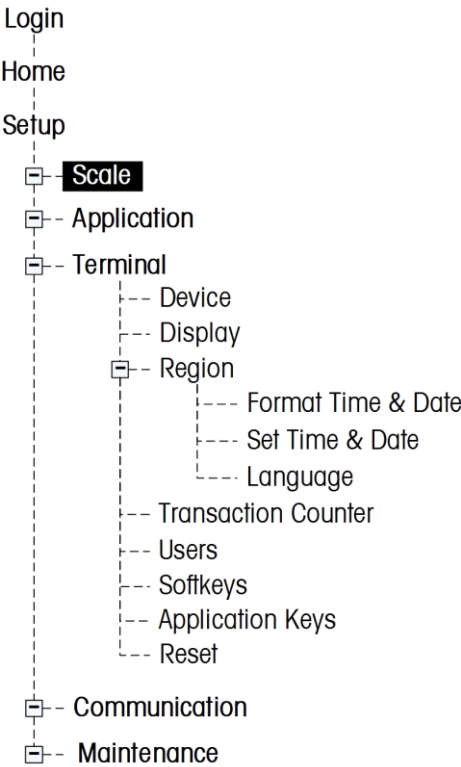 Login
Home
Setup
Scale
Application
Terminal
Device
Display
Region
Format Time & Date
Set Time & Date
Language
Transaction Counter
Users
Softkeys
Application Keys
Reset
Communication
Maintenance